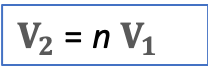 V₂ = n V₁